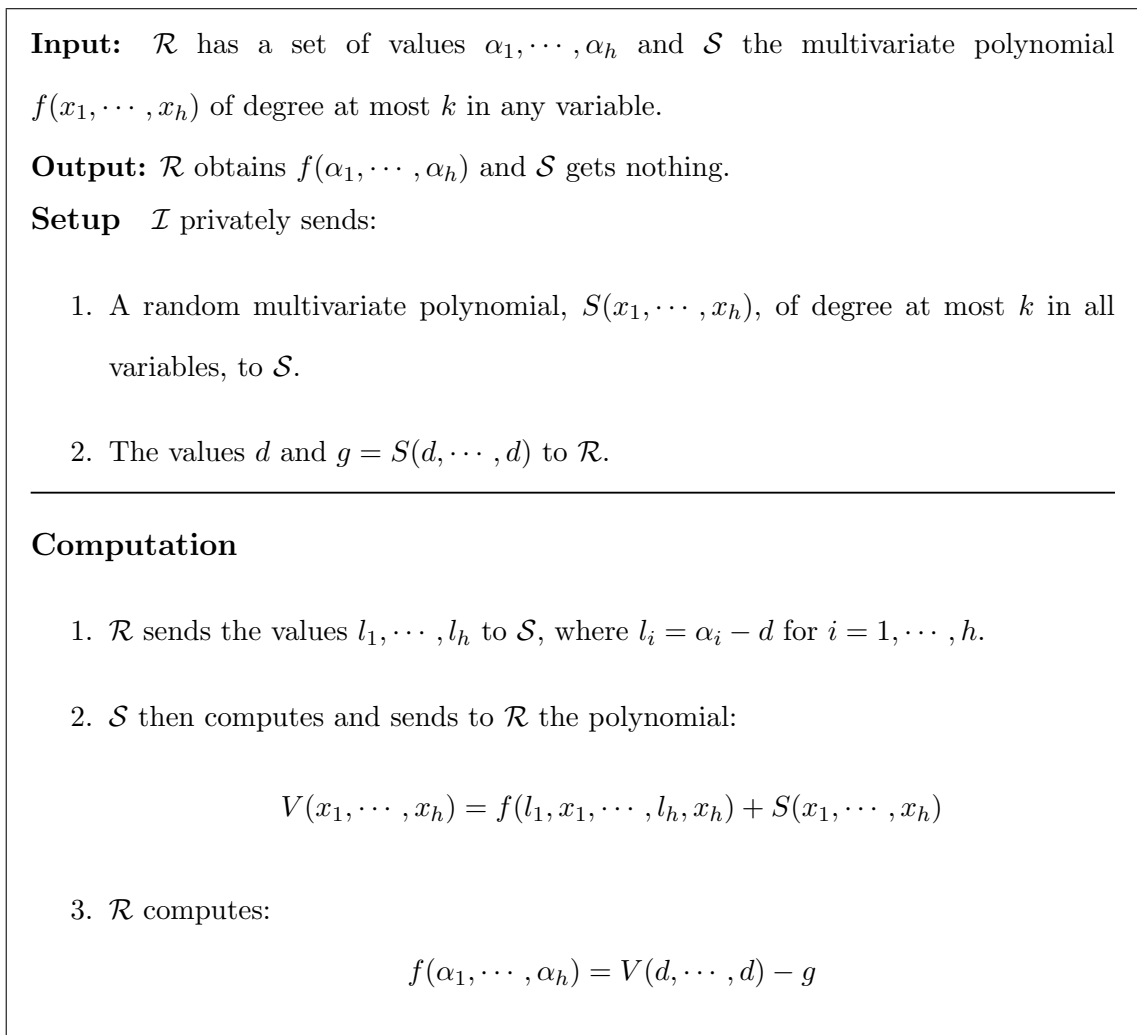 Input: R has a set of values α₁, ⋯ , αₕ and S the multivariate polynomial
f(x₁, ⋯ , xₕ) of degree at most k in any variable.
Output: R obtains f(α₁, ⋯ , αₕ) and S gets nothing.
Setup I privately sends:
1. A random multivariate polynomial, S(x₁, ⋯ , xₕ), of degree at most k in all
variables, to S.
2. The values d and g = S(d, ⋯ , d) to R.
Computation
1. R sends the values l₁, ⋯ , lₕ to S, where lᵢ = αᵢ − d for i = 1, ⋯ , h.
2. S then computes and sends to R the polynomial:
V(x₁, ⋯ , xₕ) = f(l₁, x₁, ⋯ , lₕ, xₕ) + S(x₁, ⋯ , xₕ)
3. R computes:
f(α₁, ⋯ , αₕ) = V(d, ⋯ , d) − g